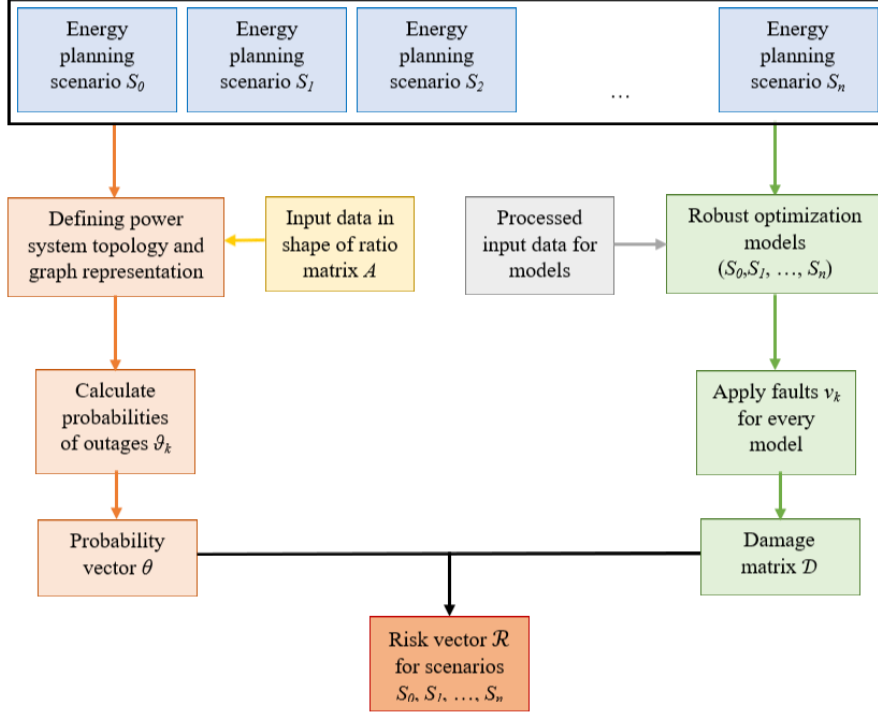 Energy
planning
scenario S₀
Energy
planning
scenario S₁
Energy
planning
scenario S₂
…
Energy
planning
scenario Sₙ
Defining power
system topology and
graph representation
Input data in
shape of ratio
matrix A
Processed
input data for
models
Robust optimization
models
(S₀,S₁, …, Sₙ)
Calculate
probabilities
of outages ϑₖ
Apply faults vₖ
for every
model
Probability
vector θ
Damage
matrix 𝒟
Risk vector ℛ
for scenarios
S₀, S₁, …, Sₙ